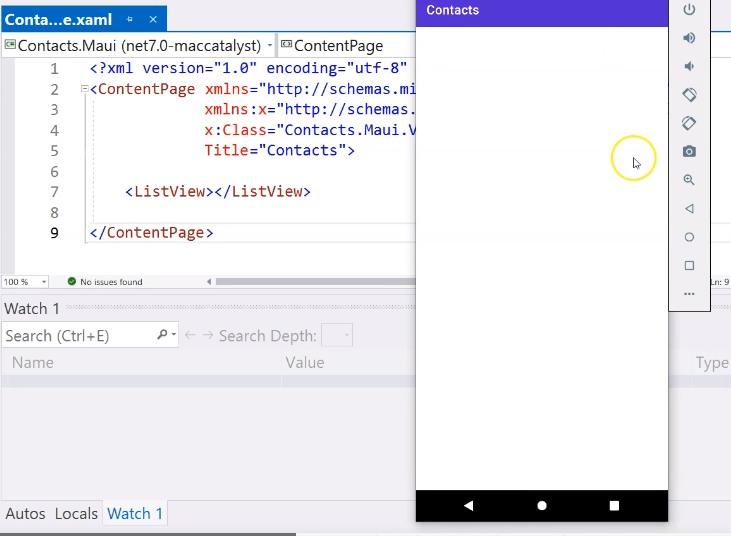 Conta...e.xaml
Contacts.Maui (net7.0-maccatalyst) ContentPage
1 <?xml version="1.0" encoding="utf-8"
2 <ContentPage xmlns="http://schemas.mi
3 xmlns:x="http://schemas.
4 x:Class="Contacts.Maui.V
5 Title="Contacts">
6
7 <ListView></ListView>
8
9 </ContentPage>
100 % No issues found Ln: 9
Contacts
Watch 1
Search (Ctrl+E) Search Depth:
Name Value Type
Autos Locals Watch 1